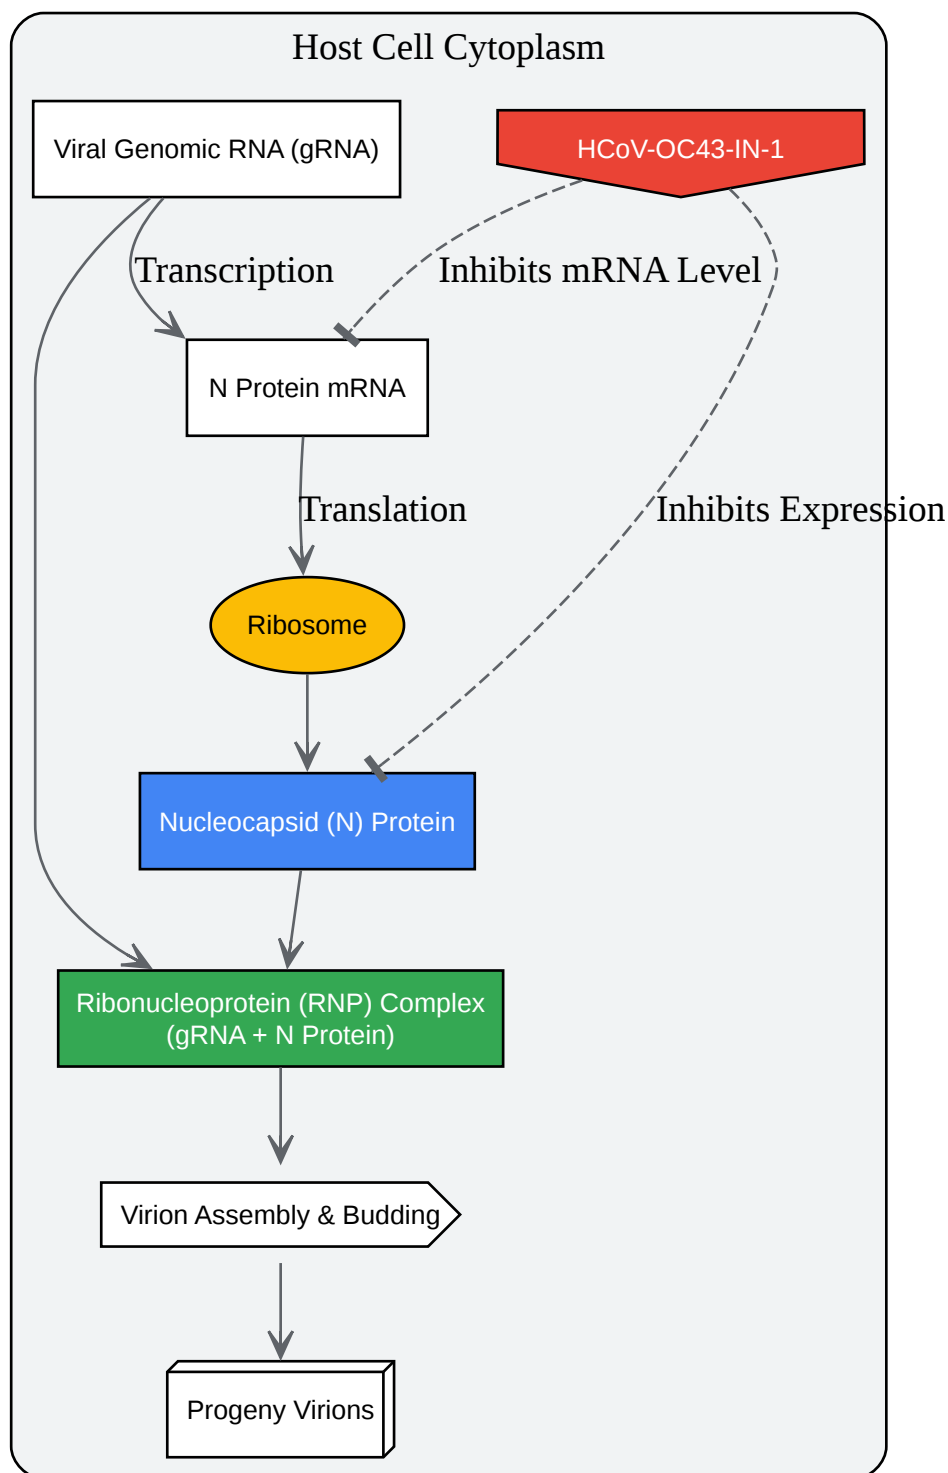 Host Cell Cytoplasm
Viral Genomic RNA (gRNA)
HCoV-OC43-IN-1
Transcription
Inhibits mRNA Level
N Protein mRNA
Translation
Inhibits Expression
Ribosome
Nucleocapsid (N) Protein
Ribonucleoprotein (RNP) Complex
(gRNA + N Protein)
Virion Assembly & Budding
Progeny Virions